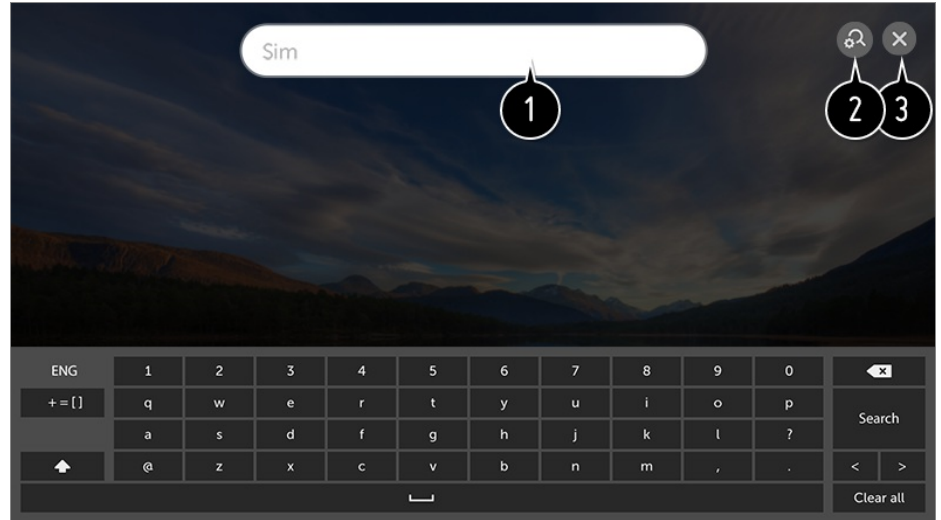 Sim
1
2 3
ENG 1 2 3 4 5 6 7 8 9 0
+=[] q w e r t y u i o p
Search
a s d f g h j k l ?
@ z x c v b n m , . < >
Clear all